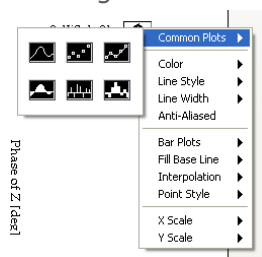 Common Plots
Color
Line Style
Line Width
Anti-Aliased
Bar Plots
Fill Base Line
Interpolation
Point Style
X Scale
Y Scale
Phase of Z [deg]